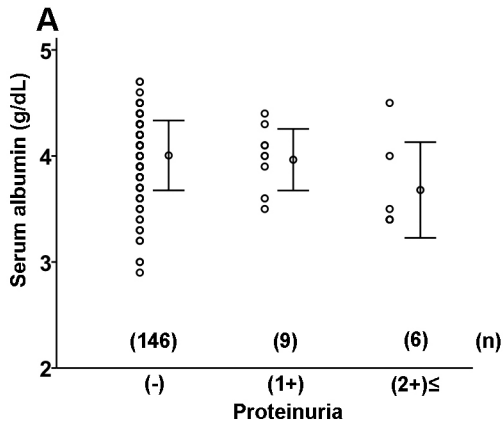 A
Serum albumin (g/dL)
5
4
3
2
(146) (9) (6) (n)
(-) (1+) (2+)≤
Proteinuria